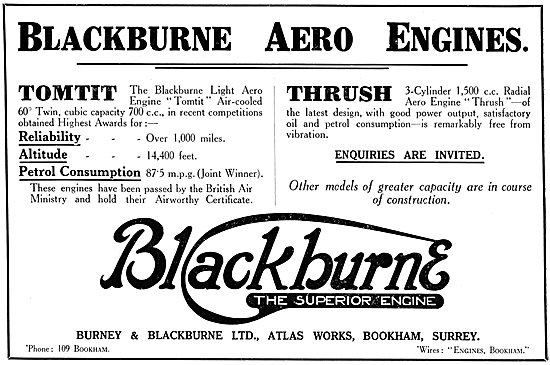 BLACKBURNE AERO ENGINES.
TOMTIT The Blackburne Light Aero
Engine "Tomtit" Air-cooled
60° Twin, cubic capacity 700 c.c., in recent competitions
obtained Highest Awards for :—
Reliability - - - Over 1,000 miles.
Altitude - - - 14,400 feet.
Petrol Consumption 87·5 m.p.g. (Joint Winner).
These engines have been passed by the British Air
Ministry and hold their Airworthy Certificate.
THRUSH 3-Cylinder 1,500 c.c. Radial
Aero Engine "Thrush"—of
the latest design, with good power output, satisfactory
oil and petrol consumption—is remarkably free from
vibration.
ENQUIRIES ARE INVITED.
Other models of greater capacity are in course
of construction.
Blackburne
THE SUPERIOR ENGINE
BURNEY & BLACKBURNE LTD., ATLAS WORKS, BOOKHAM, SURREY.
'Phone : 109 BOOKHAM.
'Wires : "ENGINES, BOOKHAM."